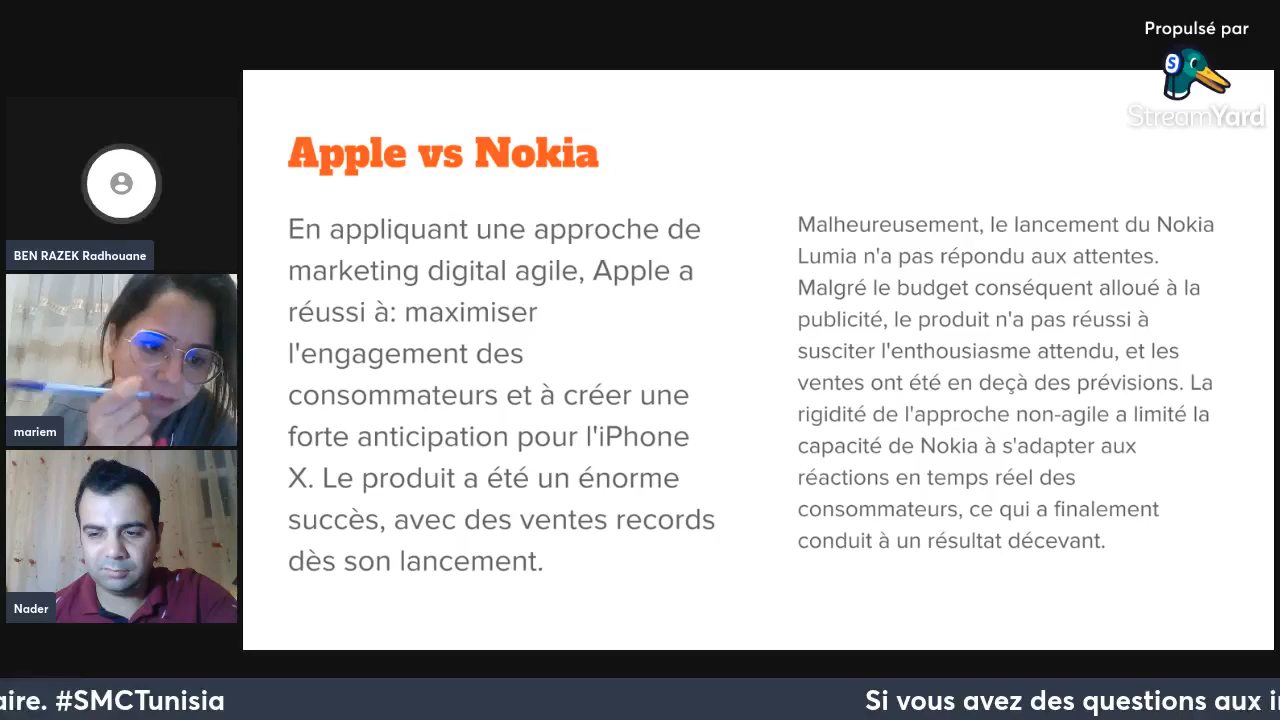 Propulsé par
StreamYard
Apple vs Nokia
En appliquant une approche de
marketing digital agile, Apple a
réussi à: maximiser
l'engagement des
consommateurs et à créer une
forte anticipation pour l'iPhone
X. Le produit a été un énorme
succès, avec des ventes records
dès son lancement.
Malheureusement, le lancement du Nokia
Lumia n'a pas répondu aux attentes.
Malgré le budget conséquent alloué à la
publicité, le produit n'a pas réussi à
susciter l'enthousiasme attendu, et les
ventes ont été en deçà des prévisions. La
rigidité de l'approche non-agile a limité la
capacité de Nokia à s'adapter aux
réactions en temps réel des
consommateurs, ce qui a finalement
conduit à un résultat décevant.
BEN RAZEK Radhouane
mariem
Nader
aire. #SMCTunisia
Si vous avez des questions aux